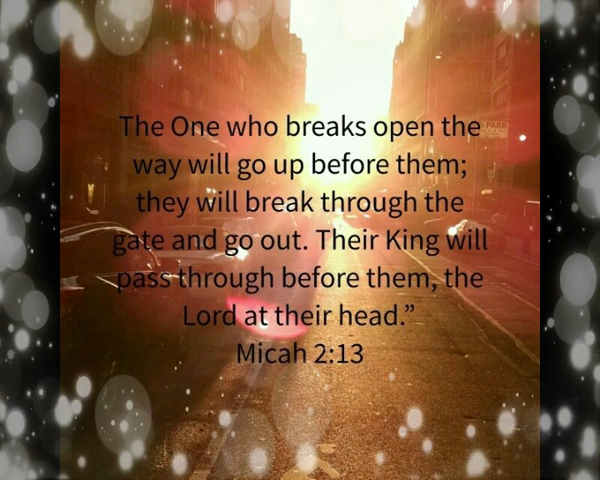 The One who breaks open the
way will go up before them;
they will break through the
gate and go out. Their King will
pass through before them, the
Lord at their head.”
Micah 2:13